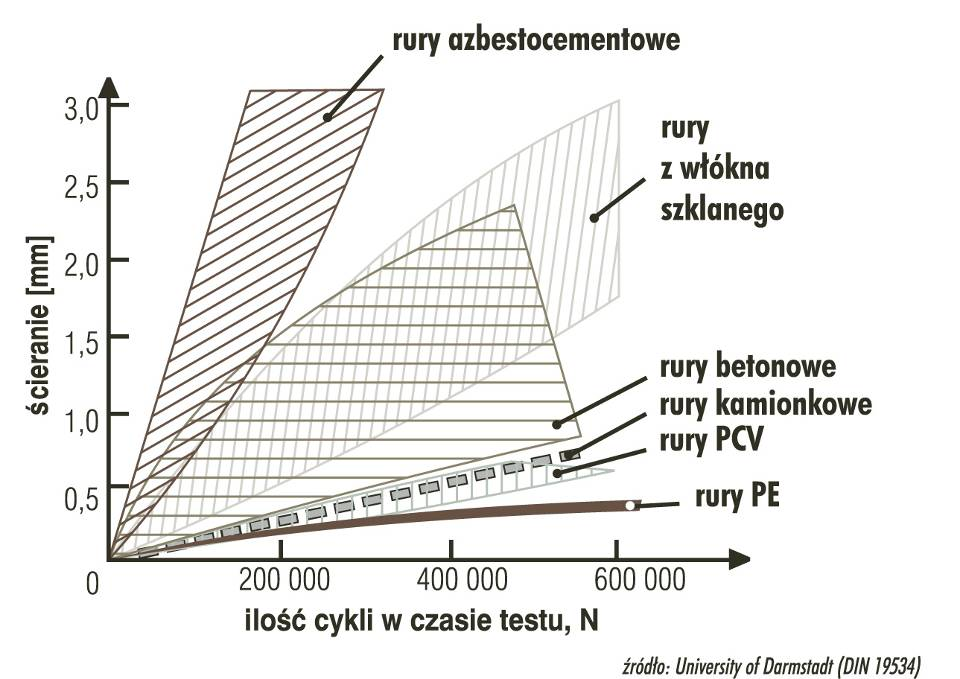 rury azbestocementowe
3,0
2,5
2,0
1,5
1,0
0,5
0
ścieranie [mm]
rury
z włókna
szklanego
rury betonowe
rury kamionkowe
rury PCV
rury PE
200 000
400 000
600 000
ilość cykli w czasie testu, N
źródło: University of Darmstadt (DIN 19534)